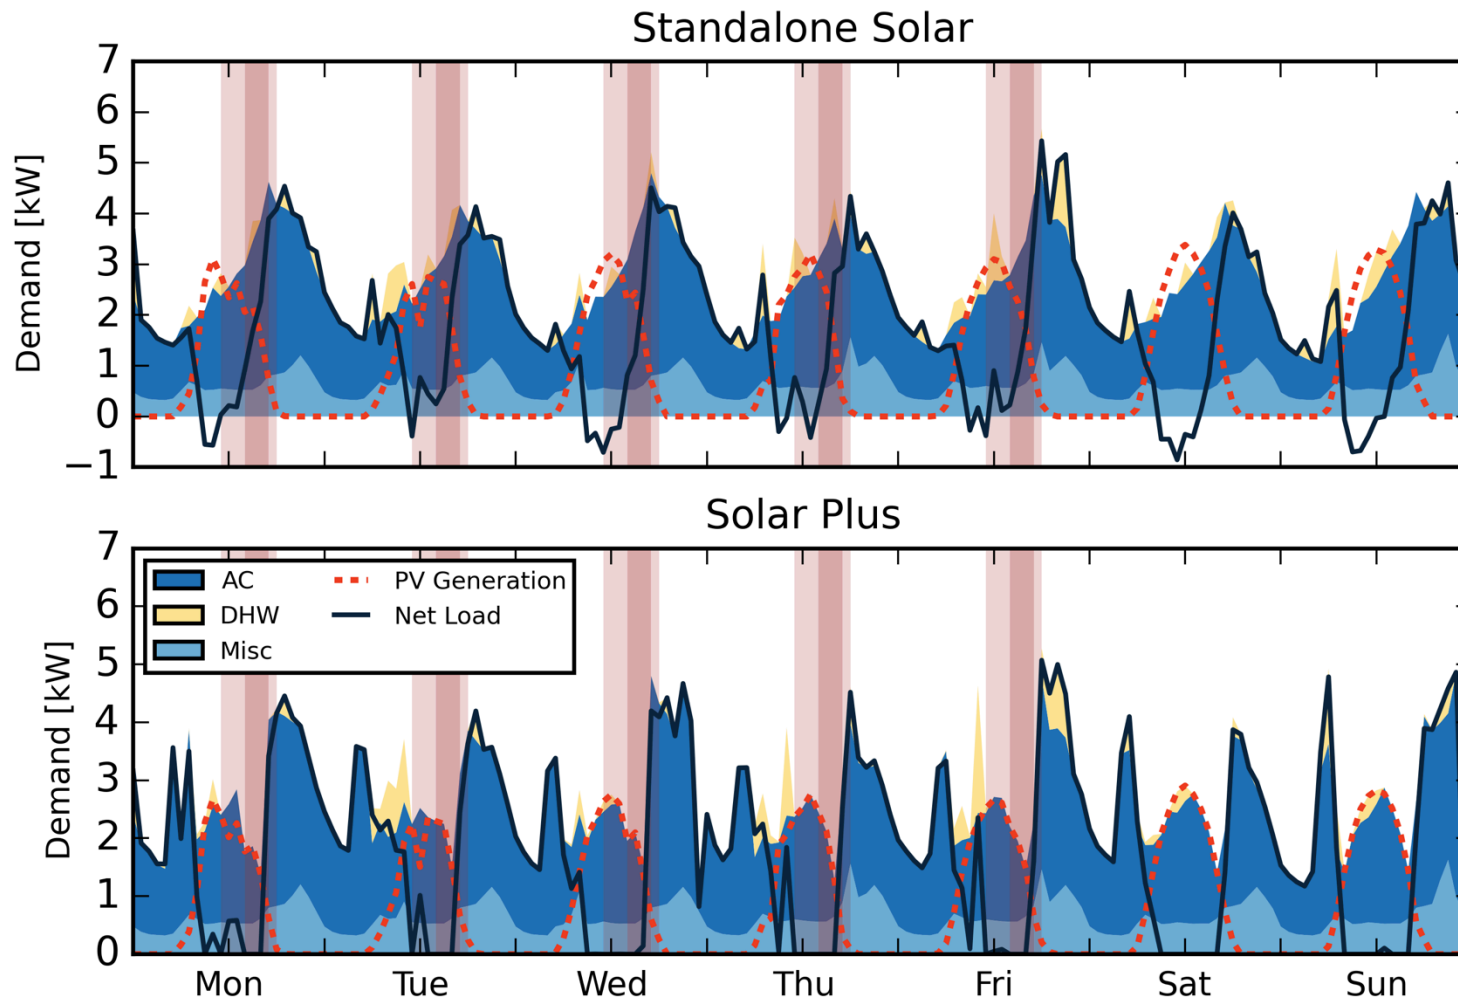 Standalone Solar
7
6
5
4
3
2
1
0
−1
Demand [kW]
Solar Plus
7
6
5
4
3
2
1
0
Demand [kW]
AC
DHW
Misc
PV Generation
Net Load
Mon Tue Wed Thu Fri Sat Sun